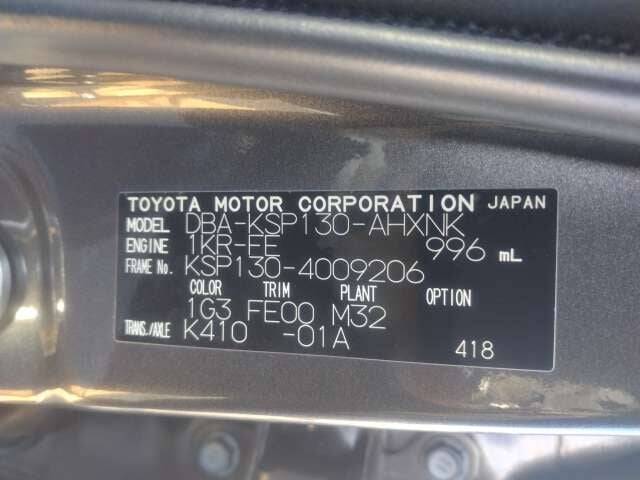 TOYOTA MOTOR CORPORATION JAPAN
MODEL DBA-KSP130-AHXNK
ENGINE 1KR-FE 996 mL
FRAME No. KSP130-4009206
COLOR TRIM PLANT OPTION
1G3 FE00 M32
TRANS./AXLE K410 -01A
418